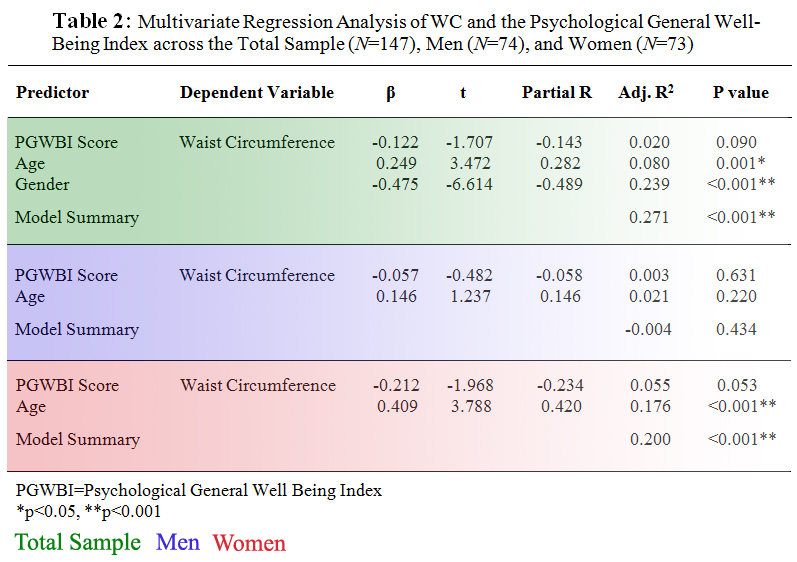 Table 2: Multivariate Regression Analysis of WC and the Psychological General Well-
Being Index across the Total Sample (N=147), Men (N=74), and Women (N=73)
Predictor Dependent Variable β t Partial R Adj. R² P value
PGWBI Score Waist Circumference -0.122 -1.707 -0.143 0.020 0.090
Age 0.249 3.472 0.282 0.080 0.001*
Gender -0.475 -6.614 -0.489 0.239 <0.001**
Model Summary 0.271 <0.001**
PGWBI Score Waist Circumference -0.057 -0.482 -0.058 0.003 0.631
Age 0.146 1.237 0.146 0.021 0.220
Model Summary -0.004 0.434
PGWBI Score Waist Circumference -0.212 -1.968 -0.234 0.055 0.053
Age 0.409 3.788 0.420 0.176 <0.001**
Model Summary 0.200 <0.001**
PGWBI=Psychological General Well Being Index
*p<0.05, **p<0.001
Total Sample Men Women